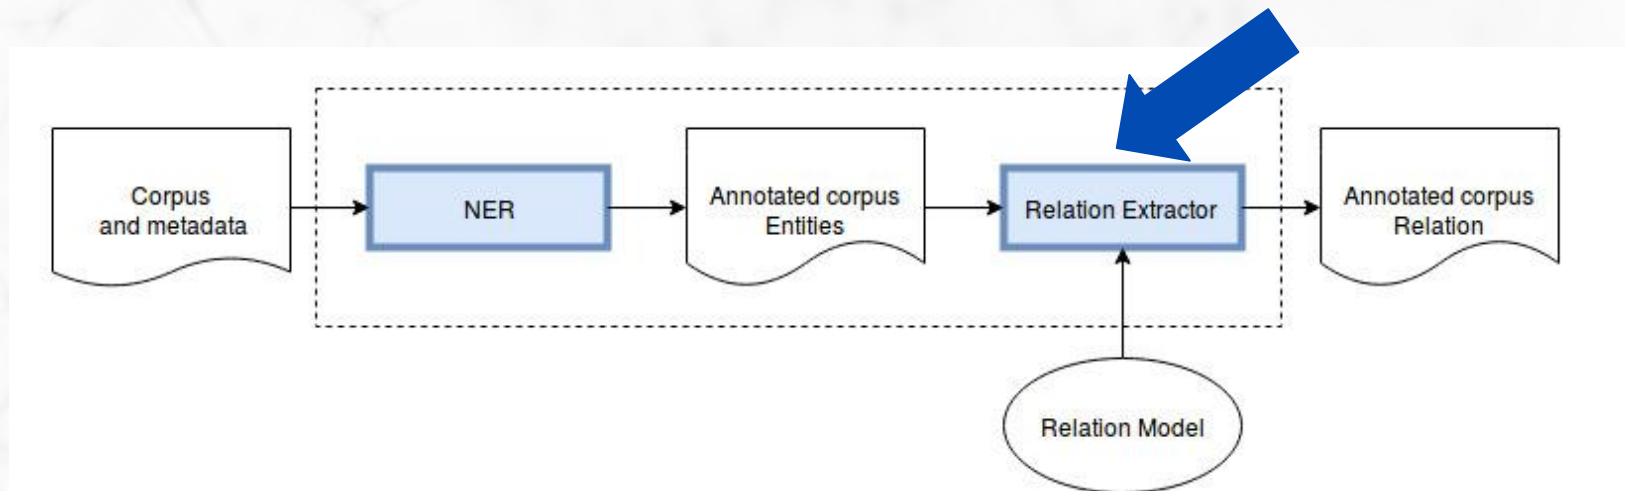 Corpus
and metadata
NER
Annotated corpus
Entities
Relation Extractor
Annotated corpus
Relation
Relation Model